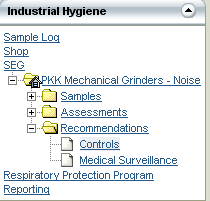 Industrial Hygiene
Sample Log
Shop
SEG
PKK Mechanical Grinders - Noise
Samples
Assessments
Recommendations
Controls
Medical Surveillance
Respiratory Protection Program
Reporting